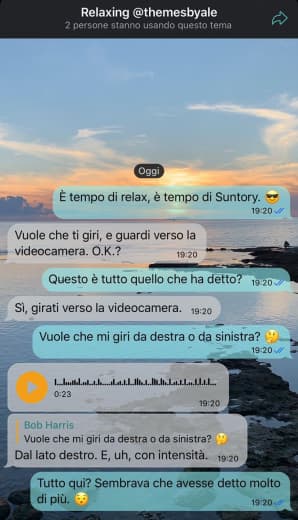 Relaxing @themesbyale
2 persone stanno usando questo tema
Oggi
È tempo di relax, è tempo di Suntory. 😎
19:20
Vuole che ti giri, e guardi verso la
videocamera. O.K.?
19:20
Questo è tutto quello che ha detto?
19:20
Sì, girati verso la videocamera.
19:20
Vuole che mi giri da destra o da sinistra? 🤔
19:20
0:23
19:20
Bob Harris
Vuole che mi giri da destra o da sinistra? 🤔
Dal lato destro. E, uh, con intensità.
19:20
Tutto qui? Sembrava che avesse detto molto
di più. 😯
19:20